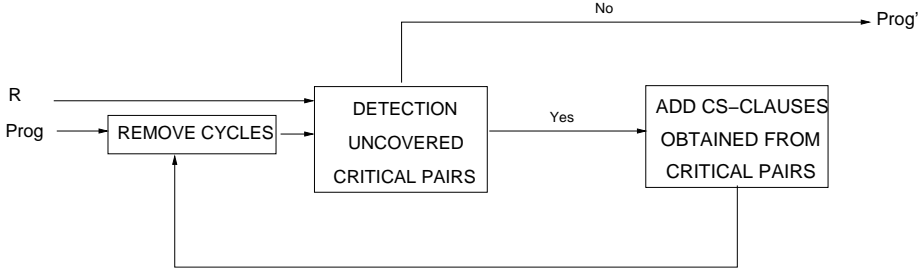 No
Prog'
R
Prog
REMOVE CYCLES
DETECTION
UNCOVERED
CRITICAL PAIRS
Yes
ADD CS-CLAUSES
OBTAINED FROM
CRITICAL PAIRS